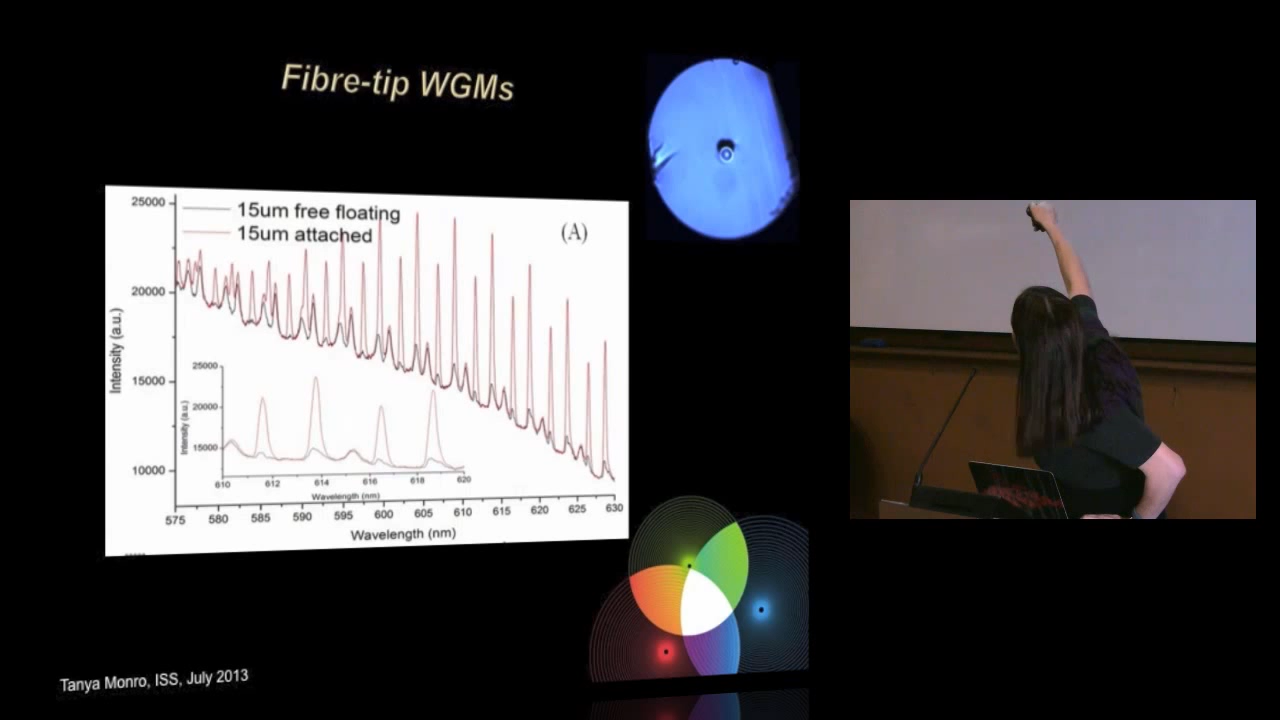 Fibre-tip WGMs
25000
20000
15000
10000
Intensity (a.u.)
15um free floating
15um attached
(A)
25000
20000
15000
Intensity (a.u.)
610 612 614 616 618 620
Wavelength (nm)
575 580 585 590 595 600 605 610 615 620 625 630
Wavelength (nm)
Tanya Monro, ISS, July 2013